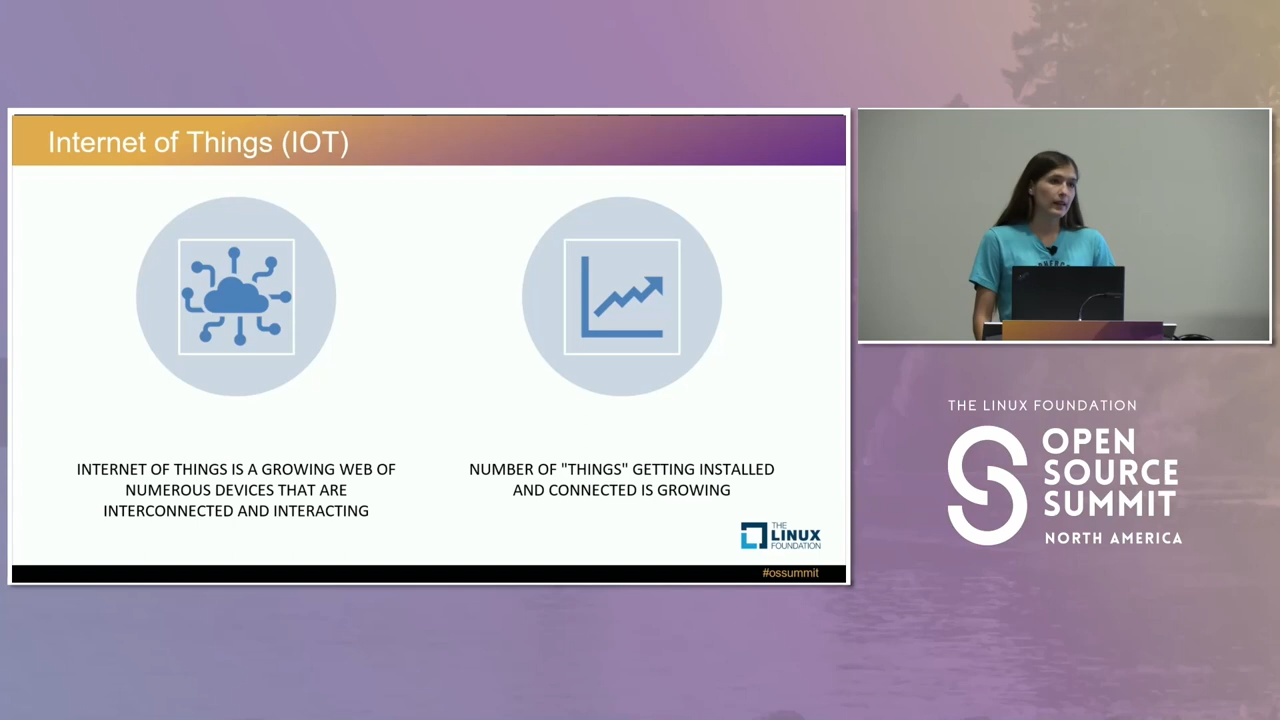 Internet of Things (IOT)
INTERNET OF THINGS IS A GROWING WEB OF
NUMEROUS DEVICES THAT ARE
INTERCONNECTED AND INTERACTING
NUMBER OF "THINGS" GETTING INSTALLED
AND CONNECTED IS GROWING
THE
LINUX
FOUNDATION
#ossummit
THE LINUX FOUNDATION
OPEN
SOURCE
SUMMIT
NORTH AMERICA